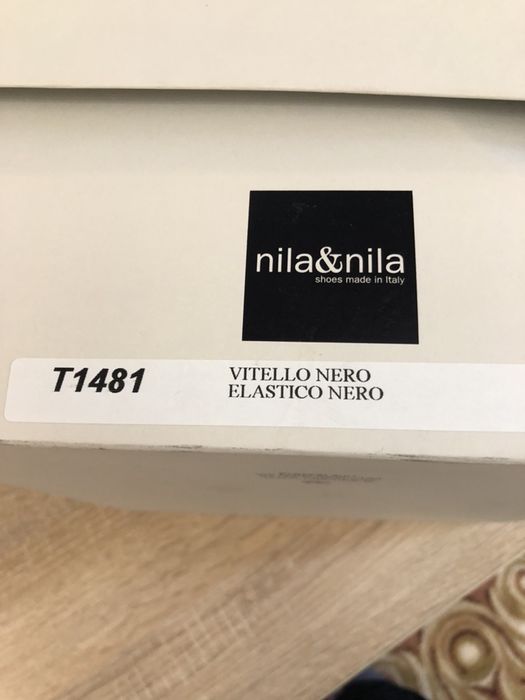 nila&nila
shoes made in Italy
T1481
VITELLO NERO
ELASTICO NERO